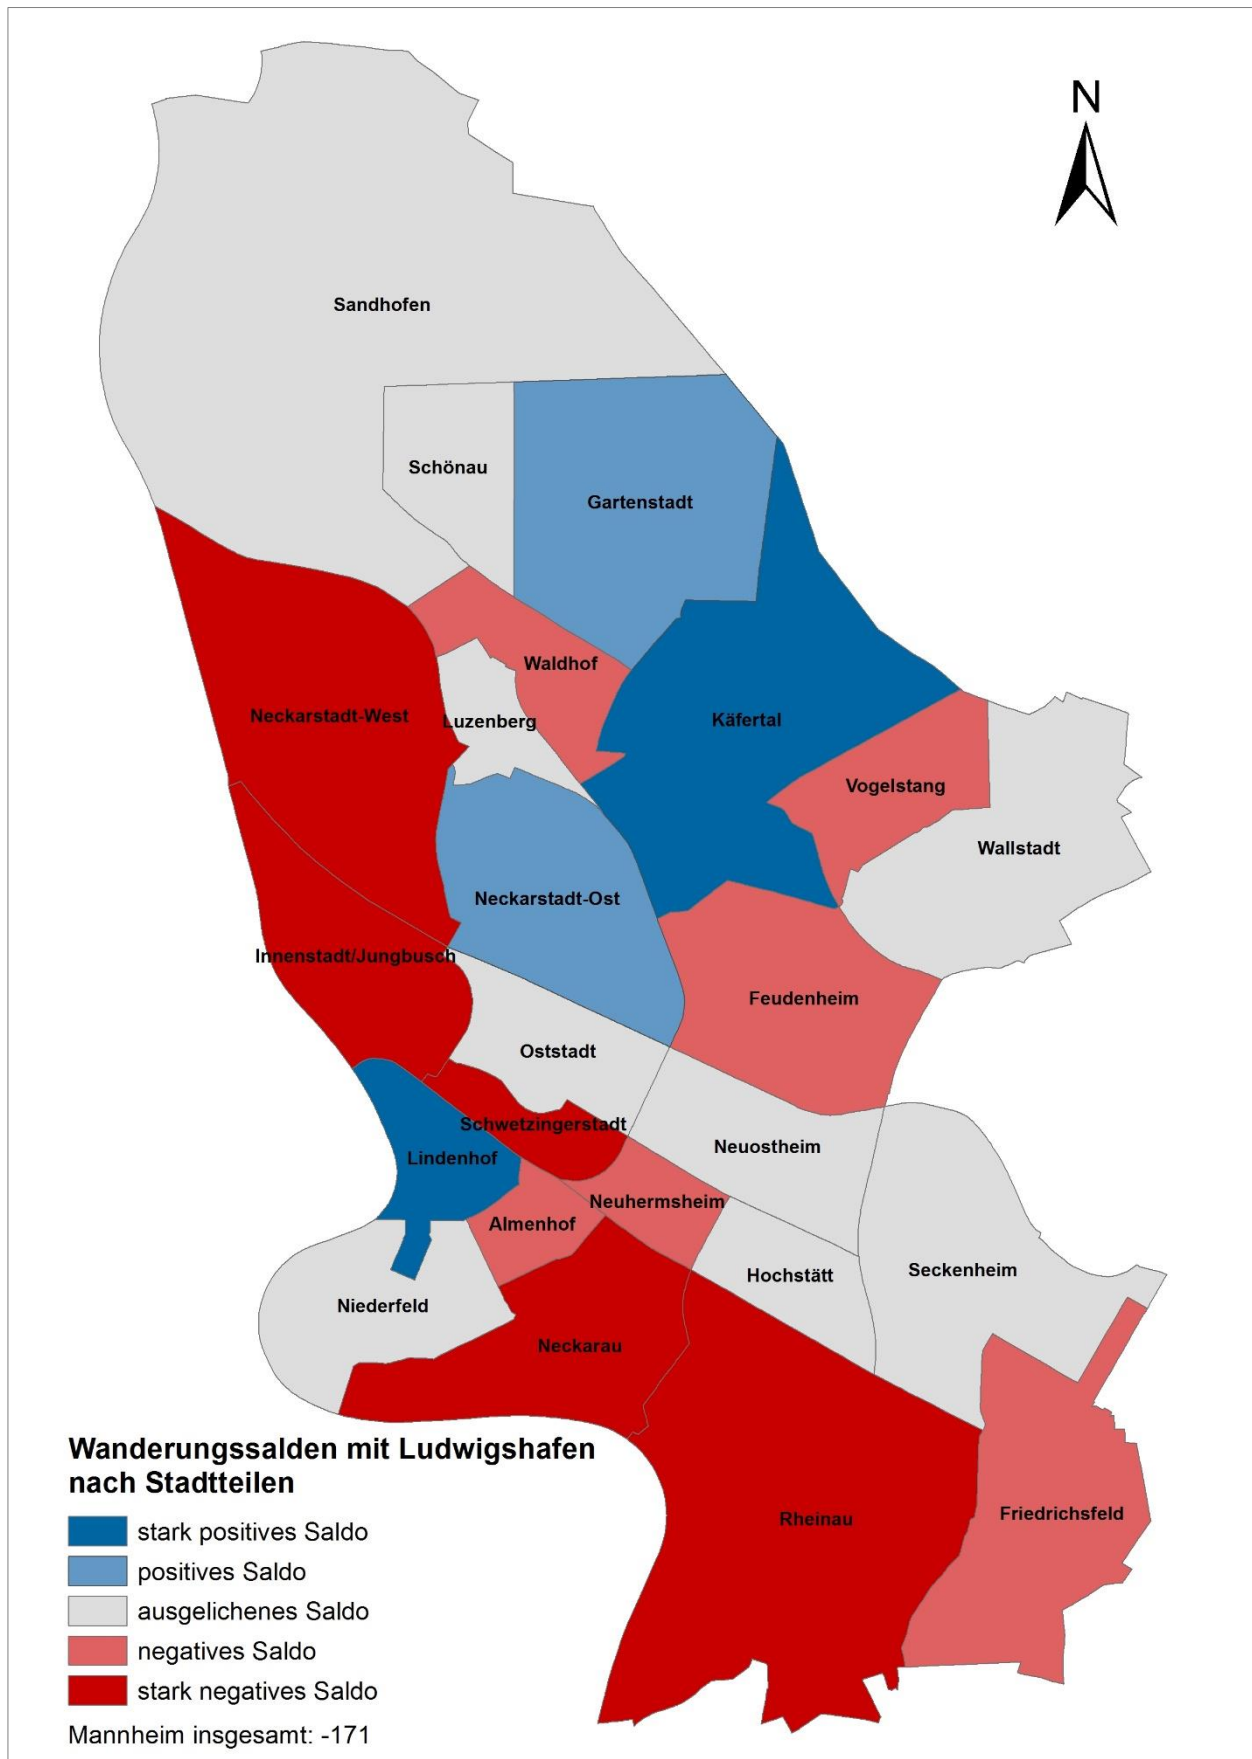 N
Sandhofen
Schönau
Gartenstadt
Waldhof
Neckarstadt-West
Luzenberg
Käfertal
Vogelstang
Wallstadt
Neckarstadt-Ost
Innenstadt/Jungbusch
Feudenheim
Oststadt
Schwetzingerstadt
Neuostheim
Lindenhof
Neuhermsheim
Almenhof
Seckenheim
Hochstätt
Niederfeld
Neckarau
Wanderungssalden mit Ludwigshafen
nach Stadtteilen
stark positives Saldo
positives Saldo
ausgelichenes Saldo
negatives Saldo
stark negatives Saldo
Mannheim insgesamt: -171
Rheinau
Friedrichsfeld